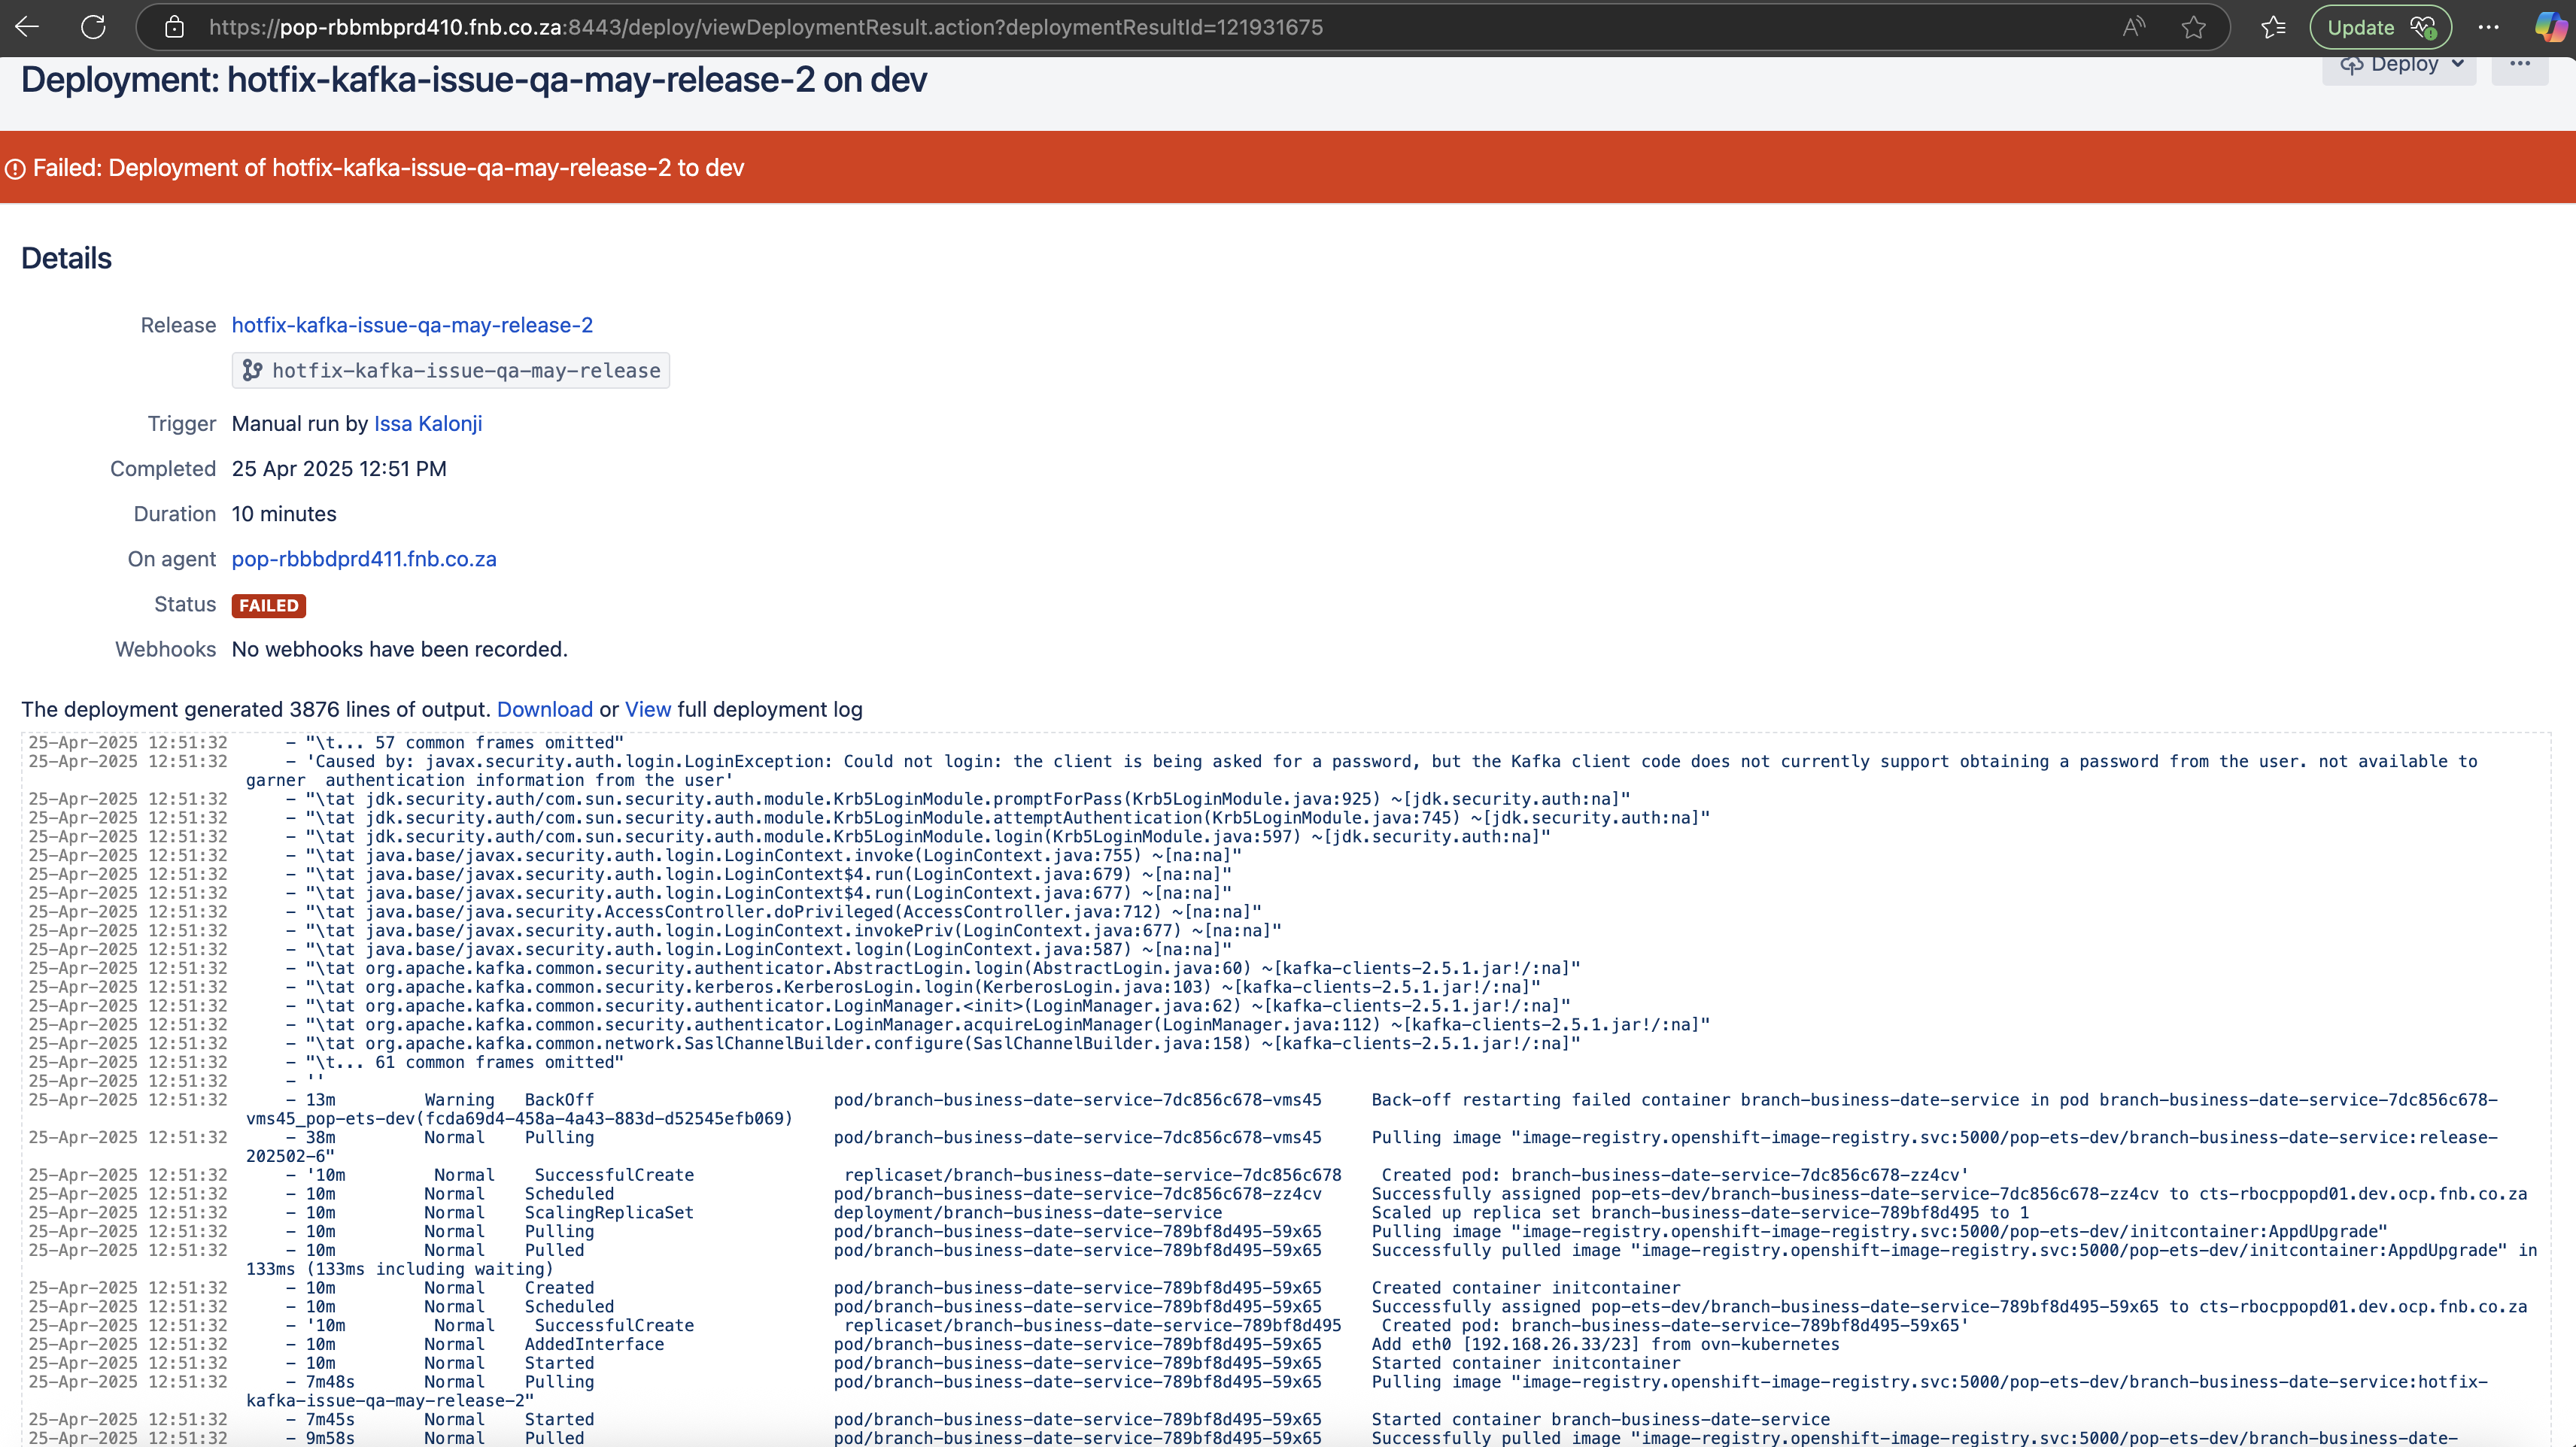 https://pop-rbbmbprd410.fnb.co.za:8443/deploy/viewDeploymentResult.action?deploymentResultId=121931675
Update
Deployment: hotfix-kafka-issue-qa-may-release-2 on dev
Deploy
Failed: Deployment of hotfix-kafka-issue-qa-may-release-2 to dev
Details
Release hotfix-kafka-issue-qa-may-release-2
hotfix-kafka-issue-qa-may-release
Trigger Manual run by Issa Kalonji
Completed 25 Apr 2025 12:51 PM
Duration 10 minutes
On agent pop-rbbbdprd411.fnb.co.za
Status FAILED
Webhooks No webhooks have been recorded.
The deployment generated 3876 lines of output. Download or View full deployment log
25-Apr-2025 12:51:32 - "\t... 57 common frames omitted"
25-Apr-2025 12:51:32 - 'Caused by: javax.security.auth.login.LoginException: Could not login: the client is being asked for a password, but the Kafka client code does not currently support obtaining a password from the user. not available to
garner  authentication information from the user'
25-Apr-2025 12:51:32 - "\tat jdk.security.auth/com.sun.security.auth.module.Krb5LoginModule.promptForPass(Krb5LoginModule.java:925) ~[jdk.security.auth:na]"
25-Apr-2025 12:51:32 - "\tat jdk.security.auth/com.sun.security.auth.module.Krb5LoginModule.attemptAuthentication(Krb5LoginModule.java:745) ~[jdk.security.auth:na]"
25-Apr-2025 12:51:32 - "\tat jdk.security.auth/com.sun.security.auth.module.Krb5LoginModule.login(Krb5LoginModule.java:597) ~[jdk.security.auth:na]"
25-Apr-2025 12:51:32 - "\tat java.base/javax.security.auth.login.LoginContext.invoke(LoginContext.java:755) ~[na:na]"
25-Apr-2025 12:51:32 - "\tat java.base/javax.security.auth.login.LoginContext$4.run(LoginContext.java:679) ~[na:na]"
25-Apr-2025 12:51:32 - "\tat java.base/javax.security.auth.login.LoginContext$4.run(LoginContext.java:677) ~[na:na]"
25-Apr-2025 12:51:32 - "\tat java.base/java.security.AccessController.doPrivileged(AccessController.java:712) ~[na:na]"
25-Apr-2025 12:51:32 - "\tat java.base/javax.security.auth.login.LoginContext.invokePriv(LoginContext.java:677) ~[na:na]"
25-Apr-2025 12:51:32 - "\tat java.base/javax.security.auth.login.LoginContext.login(LoginContext.java:587) ~[na:na]"
25-Apr-2025 12:51:32 - "\tat org.apache.kafka.common.security.authenticator.AbstractLogin.login(AbstractLogin.java:60) ~[kafka-clients-2.5.1.jar!/:na]"
25-Apr-2025 12:51:32 - "\tat org.apache.kafka.common.security.kerberos.KerberosLogin.login(KerberosLogin.java:103) ~[kafka-clients-2.5.1.jar!/:na]"
25-Apr-2025 12:51:32 - "\tat org.apache.kafka.common.security.authenticator.LoginManager.<init>(LoginManager.java:62) ~[kafka-clients-2.5.1.jar!/:na]"
25-Apr-2025 12:51:32 - "\tat org.apache.kafka.common.security.authenticator.LoginManager.acquireLoginManager(LoginManager.java:112) ~[kafka-clients-2.5.1.jar!/:na]"
25-Apr-2025 12:51:32 - "\tat org.apache.kafka.common.network.SaslChannelBuilder.configure(SaslChannelBuilder.java:158) ~[kafka-clients-2.5.1.jar!/:na]"
25-Apr-2025 12:51:32 - "\t... 61 common frames omitted"
25-Apr-2025 12:51:32 - ''
25-Apr-2025 12:51:32 - 13m Warning BackOff pod/branch-business-date-service-7dc856c678-vms45 Back-off restarting failed container branch-business-date-service in pod branch-business-date-service-7dc856c678-
vms45_pop-ets-dev(fcda69d4-458a-4a43-883d-d52545efb069)
25-Apr-2025 12:51:32 - 38m Normal Pulling pod/branch-business-date-service-7dc856c678-vms45 Pulling image "image-registry.openshift-image-registry.svc:5000/pop-ets-dev/branch-business-date-service:release-
202502-6"
25-Apr-2025 12:51:32 - '10m Normal SuccessfulCreate replicaset/branch-business-date-service-7dc856c678 Created pod: branch-business-date-service-7dc856c678-zz4cv'
25-Apr-2025 12:51:32 - 10m Normal Scheduled pod/branch-business-date-service-7dc856c678-zz4cv Successfully assigned pop-ets-dev/branch-business-date-service-7dc856c678-zz4cv to cts-rbocppopd01.dev.ocp.fnb.co.za
25-Apr-2025 12:51:32 - 10m Normal ScalingReplicaSet deployment/branch-business-date-service Scaled up replica set branch-business-date-service-789bf8d495 to 1
25-Apr-2025 12:51:32 - 10m Normal Pulling pod/branch-business-date-service-789bf8d495-59x65 Pulling image "image-registry.openshift-image-registry.svc:5000/pop-ets-dev/initcontainer:AppdUpgrade"
25-Apr-2025 12:51:32 - 10m Normal Pulled pod/branch-business-date-service-789bf8d495-59x65 Successfully pulled image "image-registry.openshift-image-registry.svc:5000/pop-ets-dev/initcontainer:AppdUpgrade" in
133ms (133ms including waiting)
25-Apr-2025 12:51:32 - 10m Normal Created pod/branch-business-date-service-789bf8d495-59x65 Created container initcontainer
25-Apr-2025 12:51:32 - 10m Normal Scheduled pod/branch-business-date-service-789bf8d495-59x65 Successfully assigned pop-ets-dev/branch-business-date-service-789bf8d495-59x65 to cts-rbocppopd01.dev.ocp.fnb.co.za
25-Apr-2025 12:51:32 - '10m Normal SuccessfulCreate replicaset/branch-business-date-service-789bf8d495 Created pod: branch-business-date-service-789bf8d495-59x65'
25-Apr-2025 12:51:32 - 10m Normal AddedInterface pod/branch-business-date-service-789bf8d495-59x65 Add eth0 [192.168.26.33/23] from ovn-kubernetes
25-Apr-2025 12:51:32 - 10m Normal Started pod/branch-business-date-service-789bf8d495-59x65 Started container initcontainer
25-Apr-2025 12:51:32 - 7m48s Normal Pulling pod/branch-business-date-service-789bf8d495-59x65 Pulling image "image-registry.openshift-image-registry.svc:5000/pop-ets-dev/branch-business-date-service:hotfix-
kafka-issue-qa-may-release-2"
25-Apr-2025 12:51:32 - 7m45s Normal Started pod/branch-business-date-service-789bf8d495-59x65 Started container branch-business-date-service
25-Apr-2025 12:51:32 - 9m58s Normal Pulled pod/branch-business-date-service-789bf8d495-59x65 Successfully pulled image "image-registry.openshift-image-registry.svc:5000/pop-ets-dev/branch-business-date-